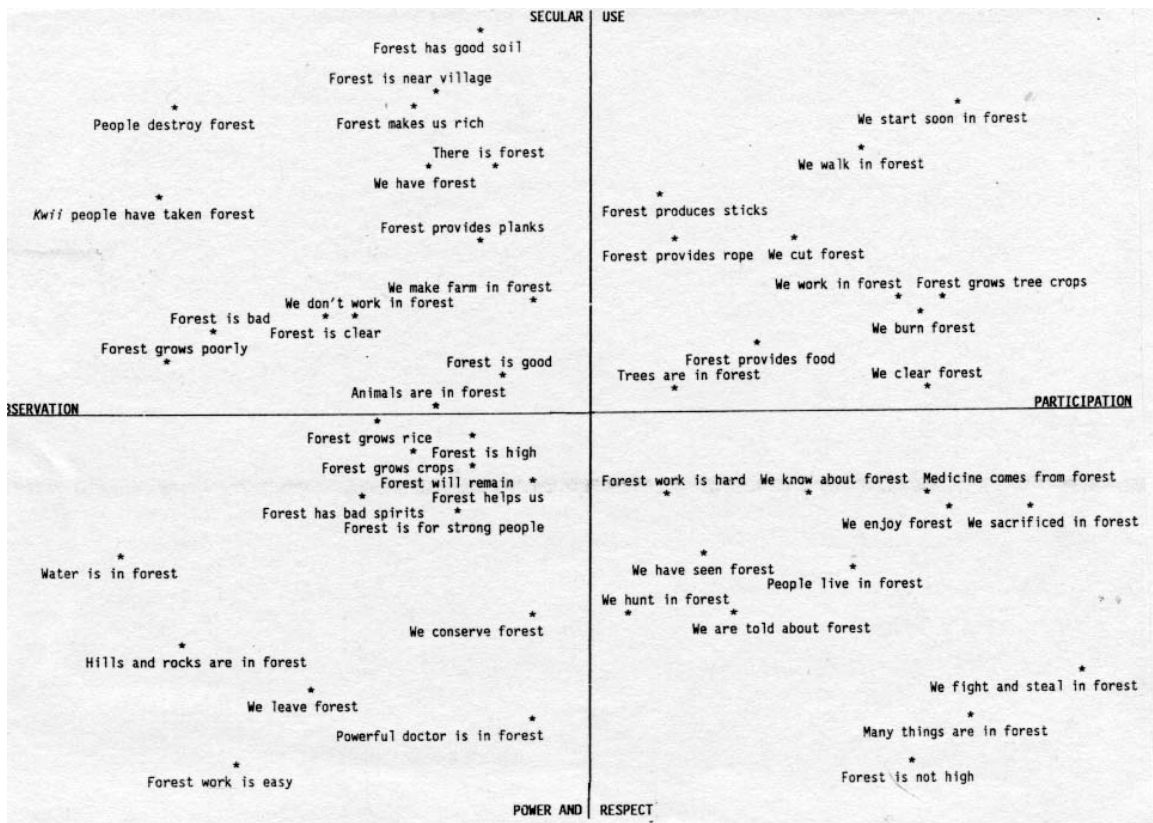 SECULAR USE
*
Forest has good soil
Forest is near village
*
* * *
People destroy forest Forest makes us rich We start soon in forest
There is forest *
* * We walk in forest
We have forest
* *
Kwii people have taken forest Forest produces sticks
Forest provides planks * *
* Forest provides rope We cut forest
We make farm in forest We work in forest Forest grows tree crops
We don't work in forest * * *
Forest is bad * * *
* Forest is clear We burn forest
Forest grows poorly *
* Forest is good Forest provides food
* Trees are in forest We clear forest
Animals are in forest * *
*
BSERVATION PARTICIPATION
*
Forest grows rice *
* Forest is high
Forest grows crops *
Forest will remain * Forest work is hard We know about forest Medicine comes from forest
* Forest helps us * * *
Forest has bad spirits * * *
Forest is for strong people We enjoy forest We sacrificed in forest
* * *
Water is in forest We have seen forest
People live in forest
We hunt in forest
* * *
We conserve forest We are told about forest
*
Hills and rocks are in forest
*
We fight and steal in forest
*
We leave forest
* *
Powerful doctor is in forest Many things are in forest
* *
Forest work is easy Forest is not high
POWER AND RESPECT